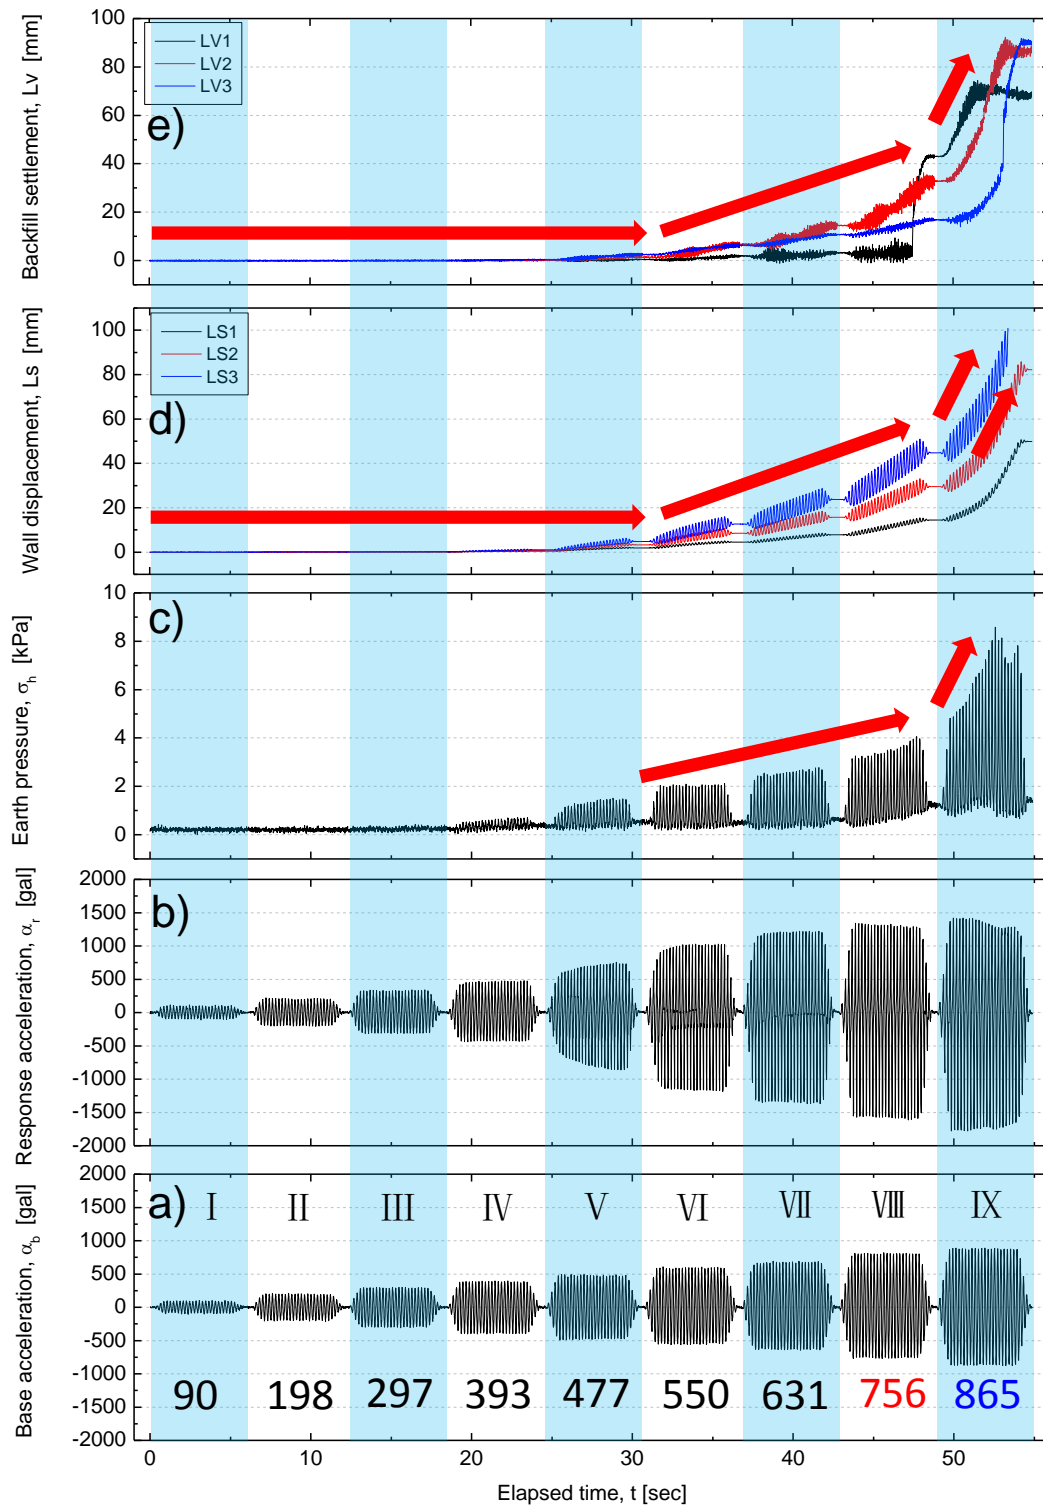 Backfill settlement, Lv [mm]
100
80
60
40
20
0
LV1
LV2
LV3
e)
Wall displacement, Ls [mm]
100
80
60
40
20
0
LS1
LS2
LS3
d)
Earth pressure, σh [kPa]
10
8
6
4
2
0
c)
Response acceleration, αr [gal]
2000
1500
1000
500
0
-500
-1000
-1500
-2000
b)
Base acceleration, αb [gal]
2000
1500
1000
500
0
-500
-1000
-1500
-2000
a)
Ⅰ Ⅱ Ⅲ Ⅳ Ⅴ Ⅵ Ⅶ Ⅷ Ⅸ
90 198 297 393 477 550 631 756 865
0 10 20 30 40 50
Elapsed time, t [sec]